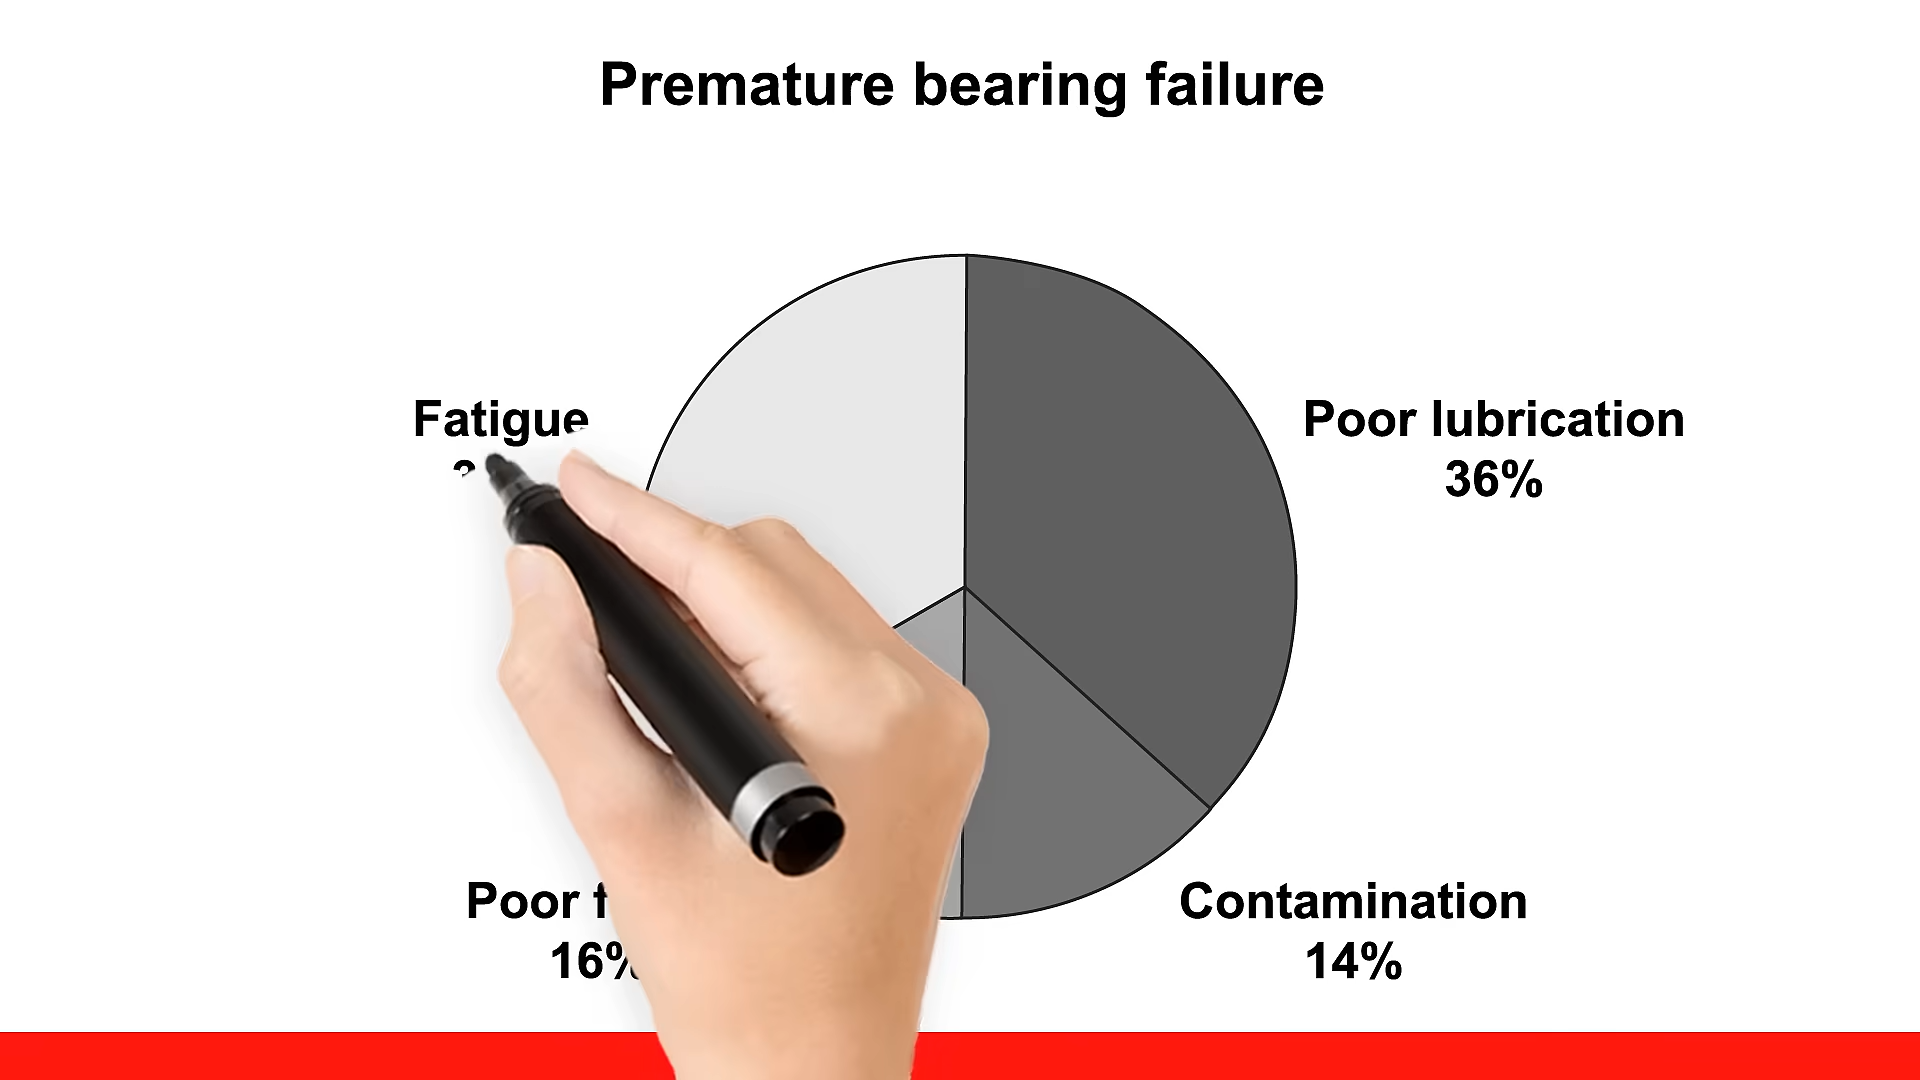 Premature bearing failure
Fatigue
Poor lubrication
36%
Poor
16%
Contamination
14%